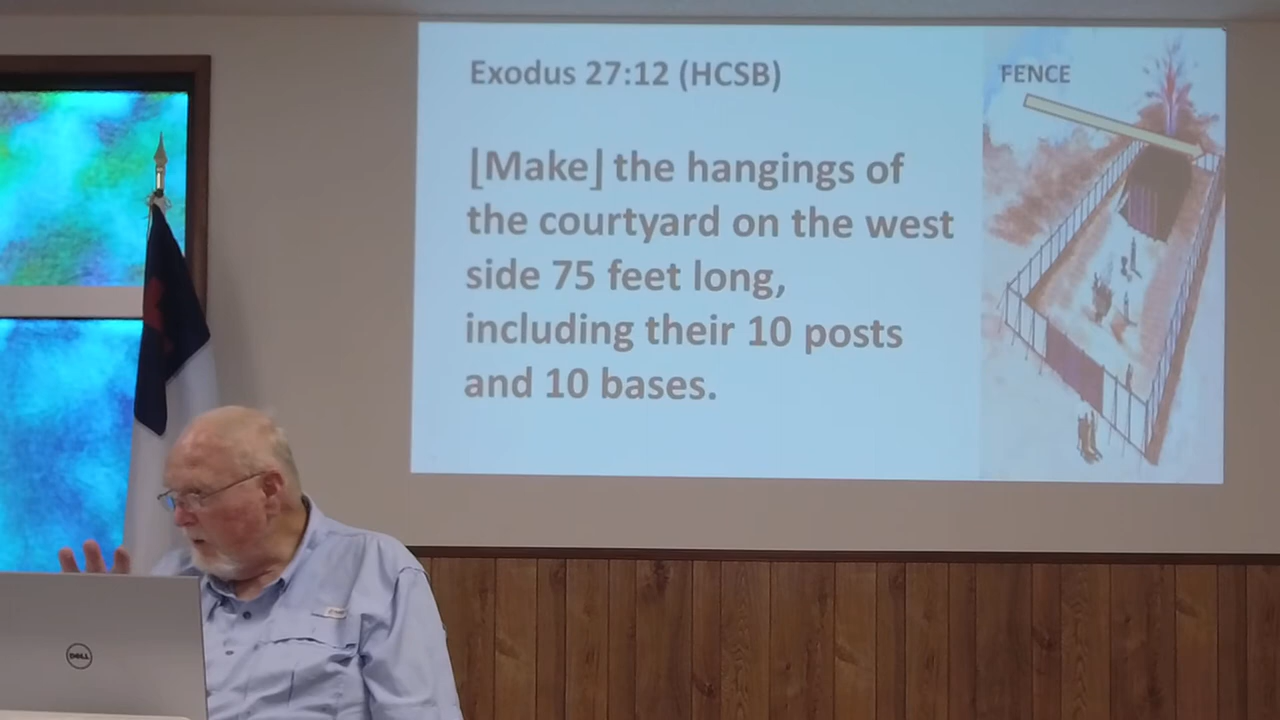 Exodus 27:12 (HCSB)
FENCE
⌊Make⌋ the hangings of
the courtyard on the west
side 75 feet long,
including their 10 posts
and 10 bases.
DELL